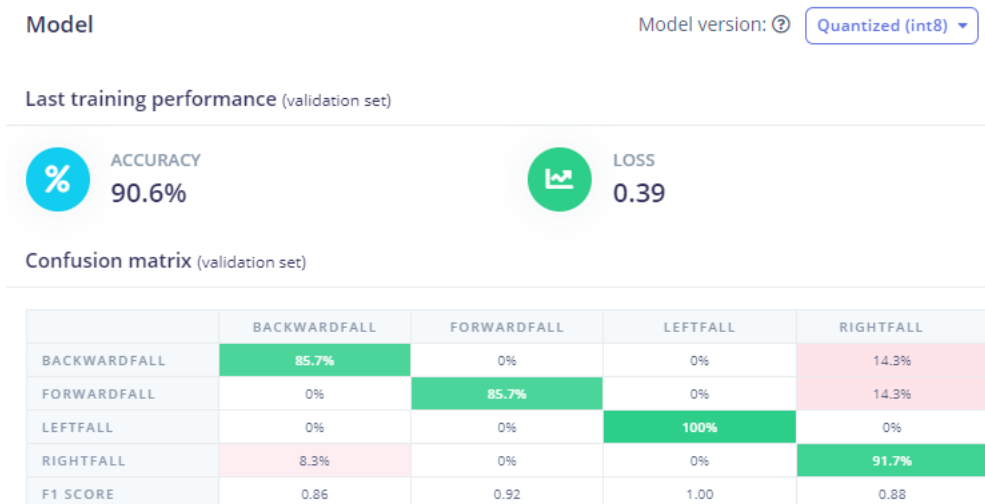 Model Model version: ? Quantized (int8)
Last training performance (validation set)
% ACCURACY LOSS
90.6% 0.39
Confusion matrix (validation set)
BACKWARDFALL FORWARDFALL LEFTFALL RIGHTFALL
BACKWARDFALL 85.7% 0% 0% 14.3%
FORWARDFALL 0% 85.7% 0% 14.3%
LEFTFALL 0% 0% 100% 0%
RIGHTFALL 8.3% 0% 0% 91.7%
F1 SCORE 0.86 0.92 1.00 0.88